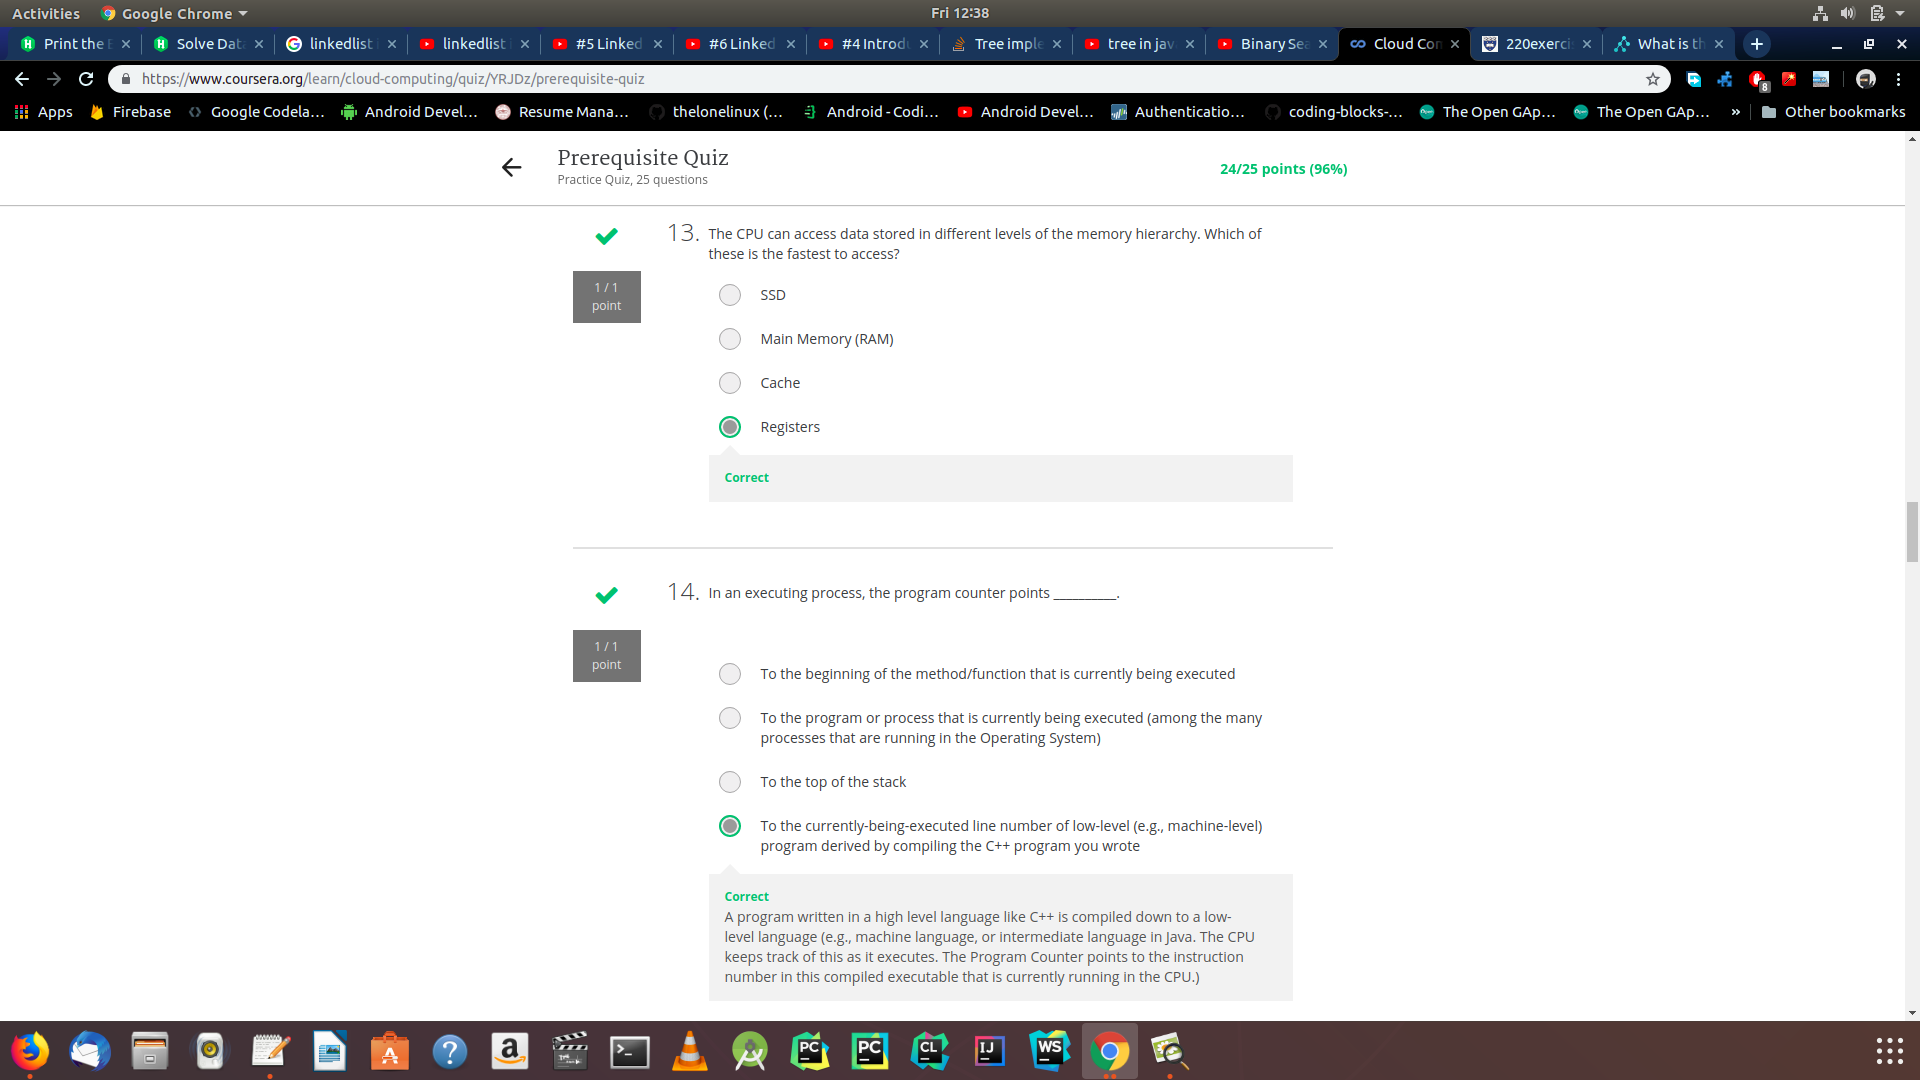 Activities
Google Chrome
Fri 12:38
Print the E
Solve Data
linkedlist i
linkedlist i
#5 Linked
#6 Linked
#4 Introdu
Tree imple
tree in java
Binary Sea
Cloud Com
220exerci
What is th
https://www.coursera.org/learn/cloud-computing/quiz/YRJDz/prerequisite-quiz
8
Apps
Firebase
Google Codela...
Android Devel...
Resume Mana...
thelonelinux (...
Android - Codi...
Android Devel...
Authenticatio...
coding-blocks-...
The Open GAp...
The Open GAp...
»
Other bookmarks
Prerequisite Quiz
Practice Quiz, 25 questions
24/25 points (96%)
13. The CPU can access data stored in different levels of the memory hierarchy. Which of
these is the fastest to access?
1 / 1
point
SSD
Main Memory (RAM)
Cache
Registers
Correct
14. In an executing process, the program counter points __________.
1 / 1
point
To the beginning of the method/function that is currently being executed
To the program or process that is currently being executed (among the many
processes that are running in the Operating System)
To the top of the stack
To the currently-being-executed line number of low-level (e.g., machine-level)
program derived by compiling the C++ program you wrote
Correct
A program written in a high level language like C++ is compiled down to a low-
level language (e.g., machine language, or intermediate language in Java. The CPU
keeps track of this as it executes. The Program Counter points to the instruction
number in this compiled executable that is currently running in the CPU.)
PC
PC
CL
IJ
WS